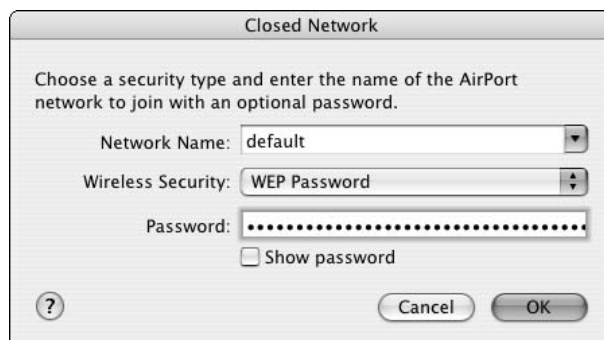 Closed Network
Choose a security type and enter the name of the AirPort
network to join with an optional password.
Network Name: default
Wireless Security: WEP Password
Password: ••••••••••••••••••••••••••••••••••••
Show password
? Cancel OK